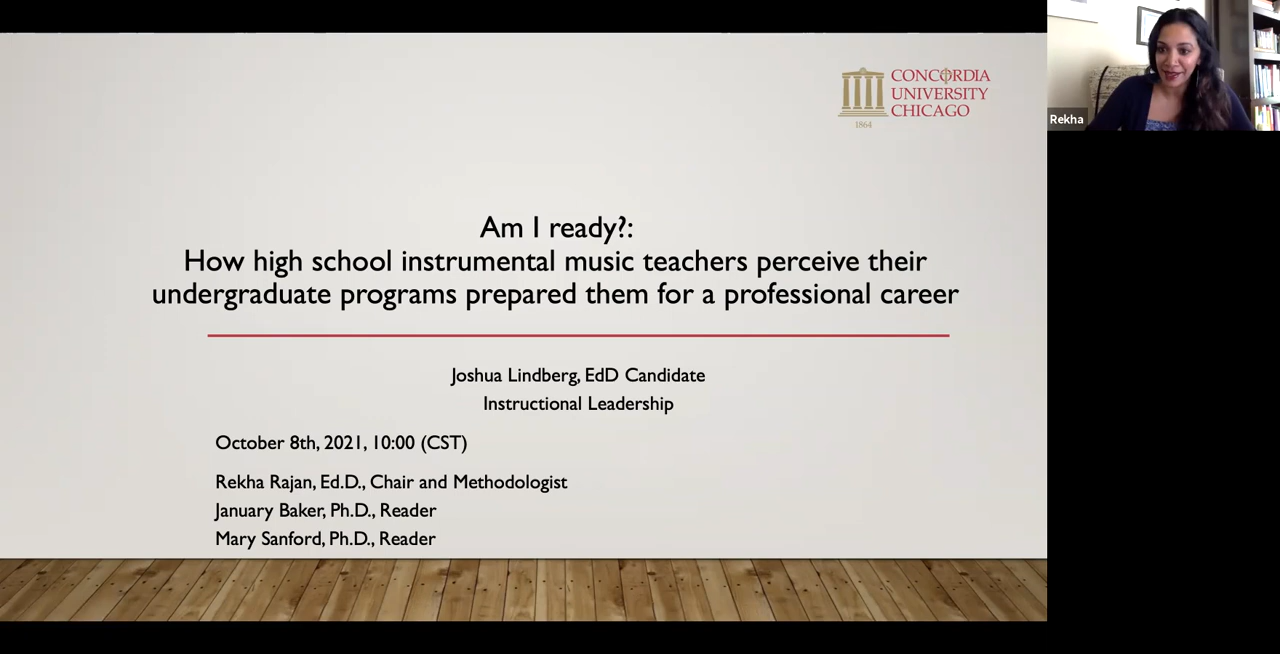 CONCORDIA
UNIVERSITY
CHICAGO
1864
Rekha
Am I ready?:
How high school instrumental music teachers perceive their
undergraduate programs prepared them for a professional career
Joshua Lindberg, EdD Candidate
Instructional Leadership
October 8th, 2021, 10:00 (CST)
Rekha Rajan, Ed.D., Chair and Methodologist
January Baker, Ph.D., Reader
Mary Sanford, Ph.D., Reader